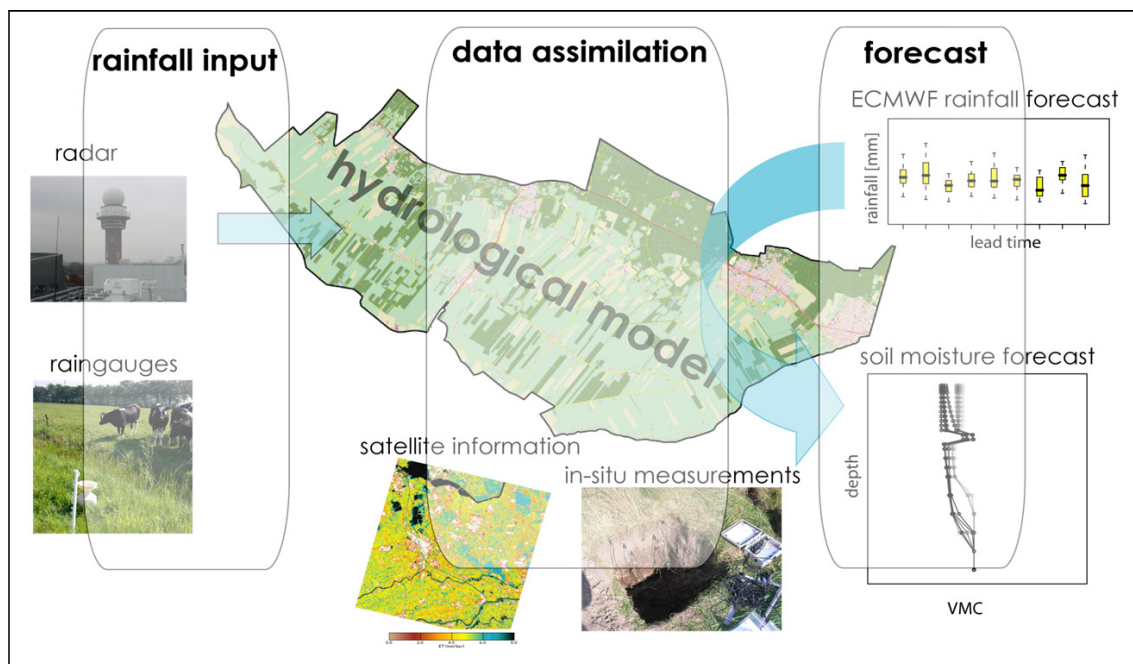 rainfall input
data assimilation
forecast
radar
raingauges
hydrological model
satellite information
in-situ measurements
ECMWF rainfall forecast
rainfall [mm]
lead time
soil moisture forecast
depth
VMC